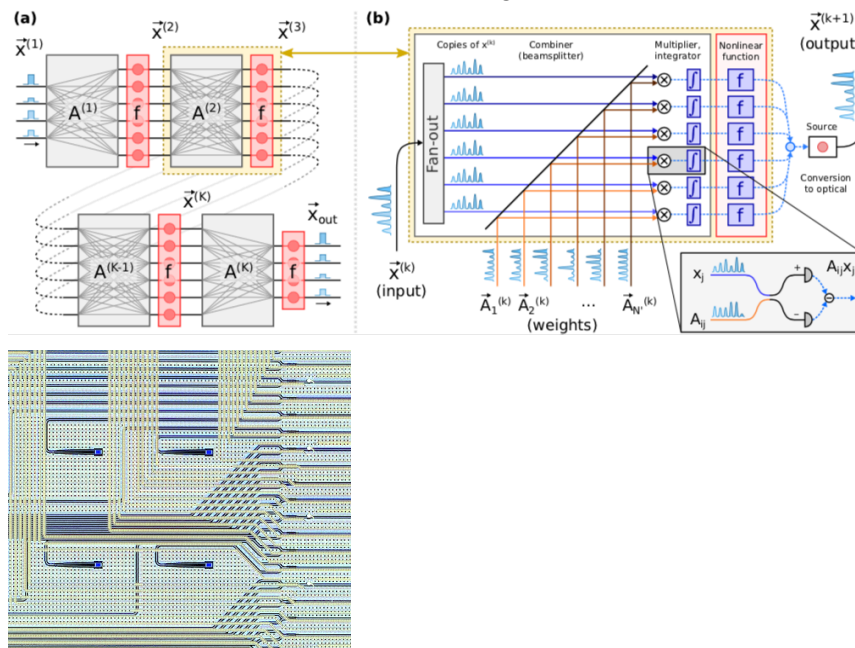 (a)
x⃗(1)
x⃗(2)
x⃗(3)
A(1)
f
A(2)
f
x⃗(K)
x⃗out
A(K-1)
f
A(K)
f
(b)
x⃗(k+1)
(output
Copies of x(k)
Combiner
(beamsplitter)
Multiplier,
integrator
Nonlinear
function
Fan-out
⊗ ∫ f
⊗ ∫ f
⊗ ∫ f
⊗ ∫ f
⊗ ∫ f
⊗ ∫ f
Source
Conversion
to optical
x⃗(k)
(input)
A⃗1(k)
A⃗2(k)
...
A⃗N'(k)
(weights)
xj
Aij
+
−
Aijxj